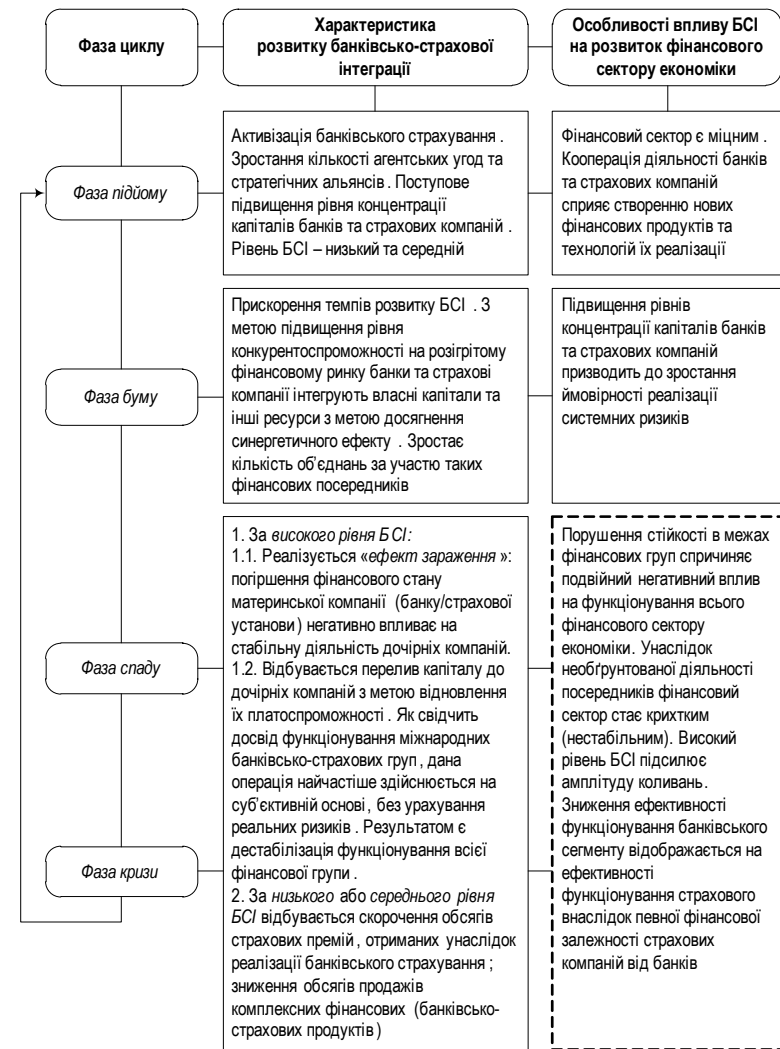 Фаза циклу
Характеристика
розвитку банківсько-страхової
інтеграції
Особливості впливу БСІ
на розвиток фінансового
сектору економіки
Фаза підйому
Активізація банківського страхування .
Зростання кількості агентських угод та
стратегічних альянсів . Поступове
підвищення рівня концентрації
капіталів банків та страхових компаній .
Рівень БСІ – низький та середній
Фінансовий сектор є міцним .
Кооперація діяльності банків
та страхових компаній
сприяє створенню нових
фінансових продуктів та
технологій їх реалізації
Фаза буму
Прискорення темпів розвитку БСІ . З
метою підвищення рівня
конкурентоспроможності на розігрітому
фінансовому ринку банки та страхові
компанії інтегрують власні капітали та
інші ресурси з метою досягнення
синергетичного ефекту . Зростає
кількість об’єднань за участю таких
фінансових посередників
Підвищення рівнів
концентрації капіталів банків
та страхових компаній
призводить до зростання
ймовірності реалізації
системних ризиків
Фаза спаду
Фаза кризи
1. За високого рівня БСІ:
1.1. Реалізується «ефект зараження »:
погіршення фінансового стану
материнської компанії (банку/страхової
установи) негативно впливає на
стабільну діяльність дочірніх компаній.
1.2. Відбувається перелив капіталу до
дочірніх компаній з метою відновлення
їх платоспроможності . Як свідчить
досвід функціонування міжнародних
банківсько-страхових груп , дана
операція найчастіше здійснюється на
суб’єктивній основі , без урахування
реальних ризиків . Результатом є
дестабілізація функціонування всієї
фінансової групи .
2. За низького або середнього рівня
БСІ відбувається скорочення обсягів
страхових премій , отриманих унаслідок
реалізації банківського страхування ;
зниження обсягів продажів
комплексних фінансових (банківсько-
страхових продуктів )
Порушення стійкості в межах
фінансових груп спричиняє
подвійний негативний вплив
на функціонування всього
фінансового сектору
економіки. Унаслідок
необґрунтованої діяльності
посередників фінансовий
сектор стає крихтким
(нестабільним). Високий
рівень БСІ підсилює
амплітуду коливань.
Зниження ефективності
функціонування банківського
сегменту відображається на
ефективності
функціонування страхового
внаслідок певної фінансової
залежності страхових
компаній від банків